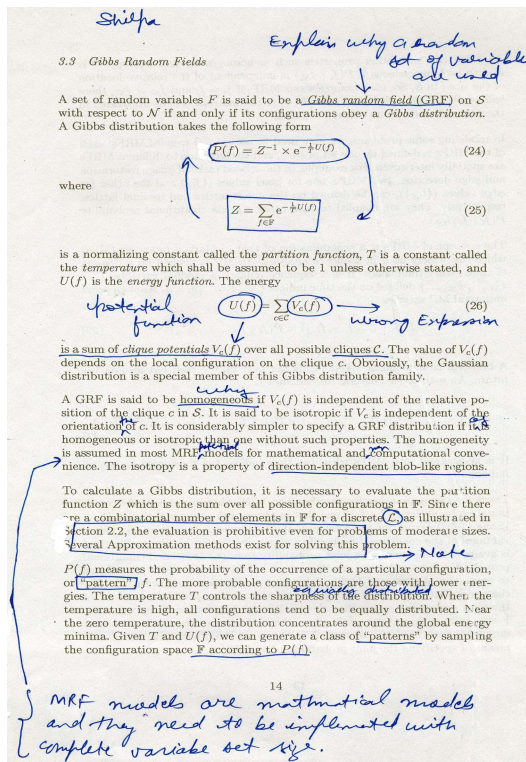 Shilpa
Explain why a random
set of variable
are used
3.3 Gibbs Random Fields
A set of random variables F is said to be a Gibbs random field (GRF) on S
with respect to N if and only if its configurations obey a Gibbs distribution.
A Gibbs distribution takes the following form
P(f) = Z⁻¹ × e^{-\frac{1}{T}U(f)} (24)
where
Z = ∑_{f∈𝔽} e^{-\frac{1}{T}U(f)} (25)
is a normalizing constant called the partition function, T is a constant called
the temperature which shall be assumed to be 1 unless otherwise stated, and
U(f) is the energy function. The energy
potential
function
U(f) = ∑_{c∈C} V_c(f) (26)
wrong Expression
is a sum of clique potentials V_c(f) over all possible cliques C. The value of V_c(f)
depends on the local configuration on the clique c. Obviously, the Gaussian
distribution is a special member of this Gibbs distribution family.
why
A GRF is said to be homogeneous if V_c(f) is independent of the relative po-
sition of the clique c in S. It is said to be isotropic if V_c is independent of the
orientation of c. It is considerably simpler to specify a GRF distribution if it is
homogeneous or isotropic than one without such properties. The homogeneity
potential
is assumed in most MRF models for mathematical and computational conve-
nience. The isotropy is a property of direction-independent blob-like regions.
To calculate a Gibbs distribution, it is necessary to evaluate the partition
function Z which is the sum over all possible configurations in 𝔽. Since there
are a combinatorial number of elements in 𝔽 for a discrete L, as illustrated in
Section 2.2, the evaluation is prohibitive even for problems of moderate sizes.
Several Approximation methods exist for solving this problem.
Note
P(f) measures the probability of the occurrence of a particular configuration,
or "pattern" f. The more probable configurations are those with lower ener-
equally distributed
gies. The temperature T controls the sharpness of the distribution. When the
temperature is high, all configurations tend to be equally distributed. Near
the zero temperature, the distribution concentrates around the global energy
minima. Given T and U(f), we can generate a class of "patterns" by sampling
the configuration space 𝔽 according to P(f).
14
MRF models are mathmatical models
and they need to be implemated with
complete variabe set size.